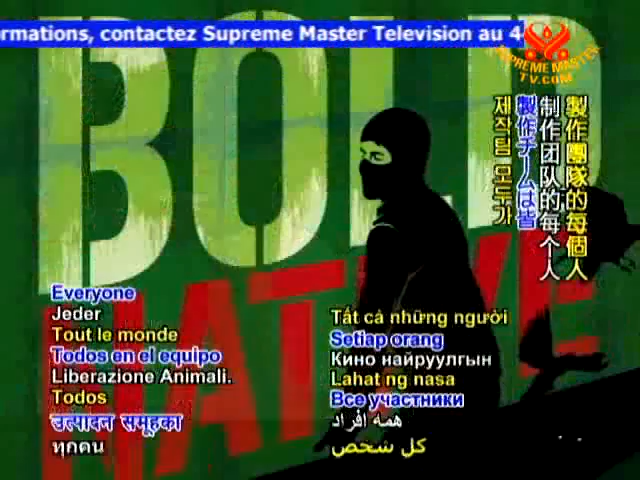 ormations, contactez Supreme Master Television au 4
SUPREME MASTER
TV.COM
BOLD
NATIVE
製作團隊的每個人
制作团队的每个人
製作チームは皆
제작팀 모두가
Everyone
Jeder
Tout le monde
Todos en el equipo
Liberazione Animali.
Todos
उत्पादन समूहका
ทุกคน
Tất cả những người
Setiap orang
Кино найруулгын
Lahat ng nasa
Все участники
همه افراد
كل شخص